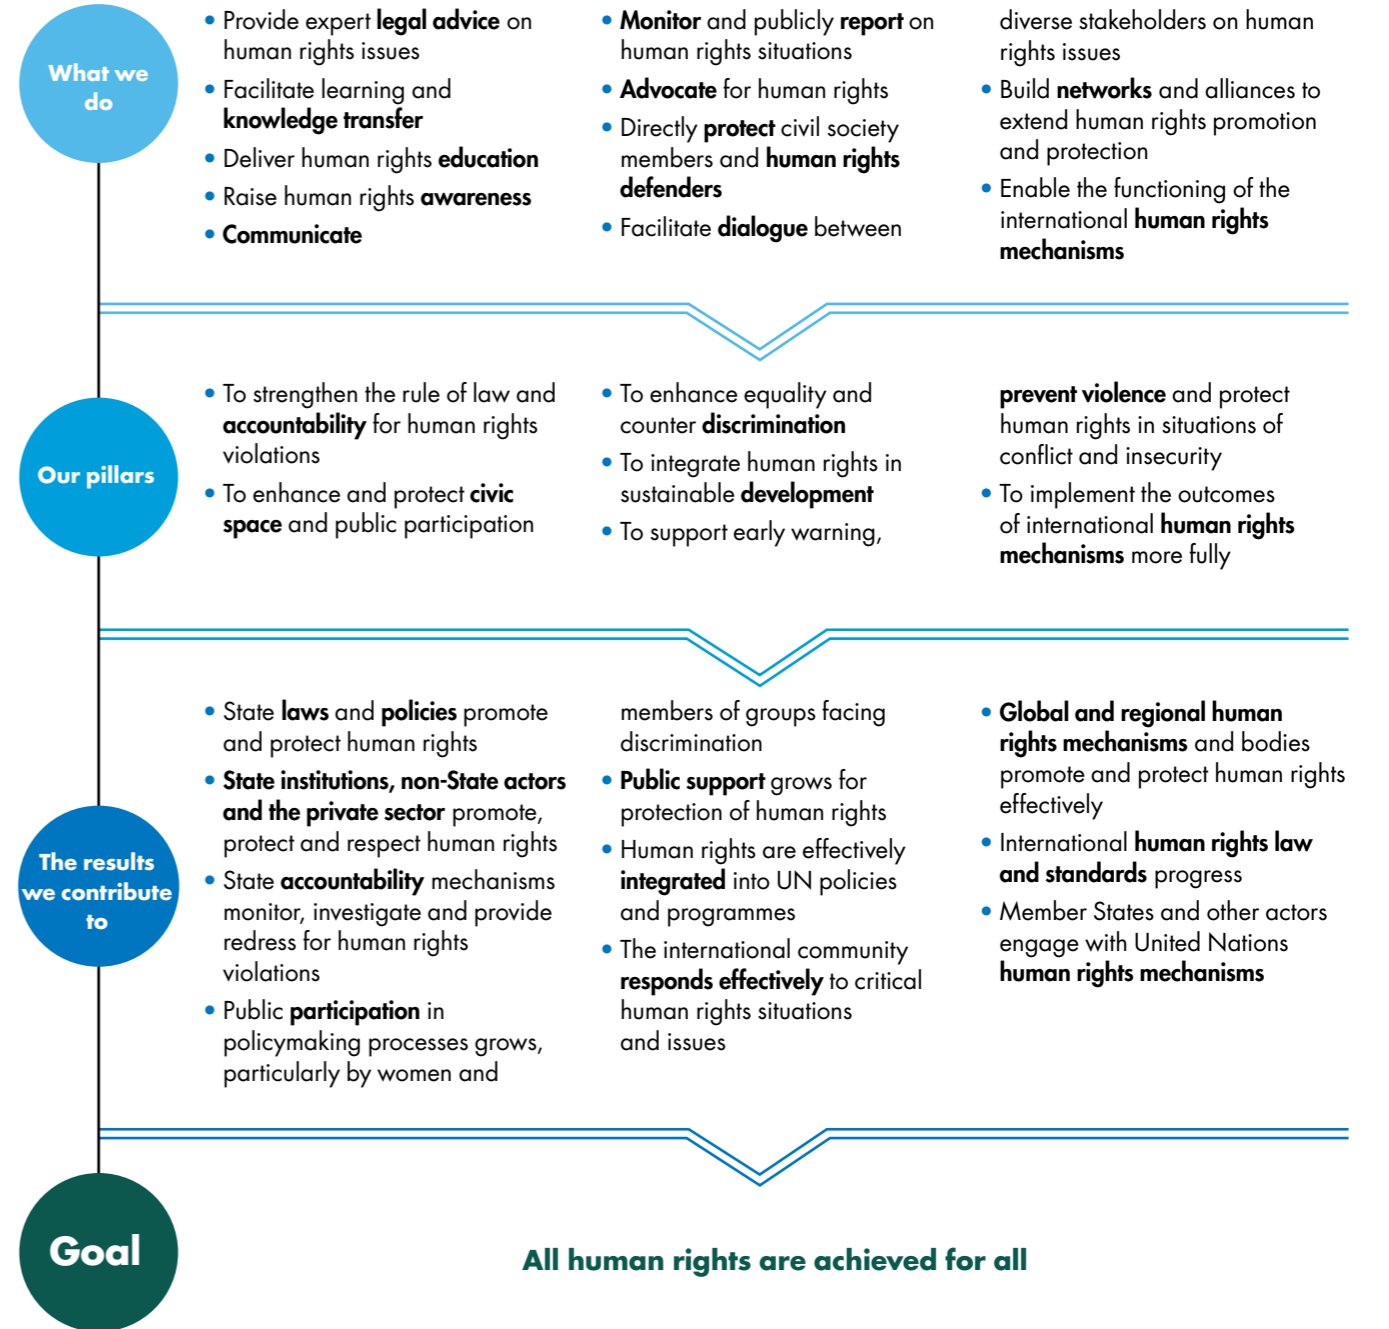 What we
do
• Provide expert legal advice on
human rights issues
• Facilitate learning and
knowledge transfer
• Deliver human rights education
• Raise human rights awareness
• Communicate
• Monitor and publicly report on
human rights situations
• Advocate for human rights
• Directly protect civil society
members and human rights
defenders
• Facilitate dialogue between
diverse stakeholders on human
rights issues
• Build networks and alliances to
extend human rights promotion
and protection
• Enable the functioning of the
international human rights
mechanisms
Our pillars
• To strengthen the rule of law and
accountability for human rights
violations
• To enhance and protect civic
space and public participation
• To enhance equality and
counter discrimination
• To integrate human rights in
sustainable development
• To support early warning,
prevent violence and protect
human rights in situations of
conflict and insecurity
• To implement the outcomes
of international human rights
mechanisms more fully
The results
we contribute
to
• State laws and policies promote
and protect human rights
• State institutions, non-State actors
and the private sector promote,
protect and respect human rights
• State accountability mechanisms
monitor, investigate and provide
redress for human rights
violations
• Public participation in
policymaking processes grows,
particularly by women and
members of groups facing
discrimination
• Public support grows for
protection of human rights
• Human rights are effectively
integrated into UN policies
and programmes
• The international community
responds effectively to critical
human rights situations
and issues
• Global and regional human
rights mechanisms and bodies
promote and protect human rights
effectively
• International human rights law
and standards progress
• Member States and other actors
engage with United Nations
human rights mechanisms
Goal
All human rights are achieved for all